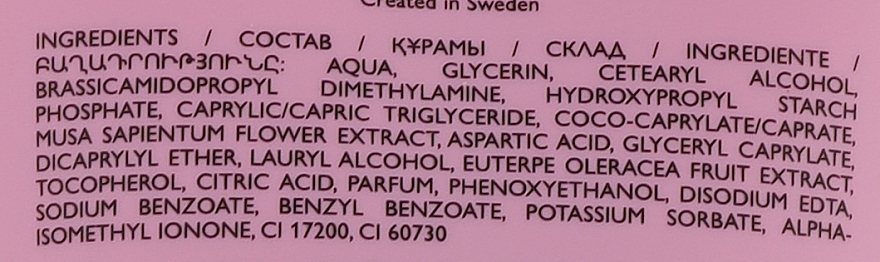 Created in Sweden
INGREDIENTS / СОСТАВ / ҚҰРАМЫ / СКЛАД / INGREDIENTE /
ԲԱՂԱԴՐՈՒԹՅՈՒՆԸ: AQUA, GLYCERIN, CETEARYL ALCOHOL,
BRASSICAMIDOPROPYL DIMETHYLAMINE, HYDROXYPROPYL STARCH
PHOSPHATE, CAPRYLIC/CAPRIC TRIGLYCERIDE, COCO-CAPRYLATE/CAPRATE,
MUSA SAPIENTUM FLOWER EXTRACT, ASPARTIC ACID, GLYCERYL CAPRYLATE,
DICAPRYLYL ETHER, LAURYL ALCOHOL, EUTERPE OLERACEA FRUIT EXTRACT,
TOCOPHEROL, CITRIC ACID, PARFUM, PHENOXYETHANOL, DISODIUM EDTA,
SODIUM BENZOATE, BENZYL BENZOATE, POTASSIUM SORBATE, ALPHA-
ISOMETHYL IONONE, CI 17200, CI 60730